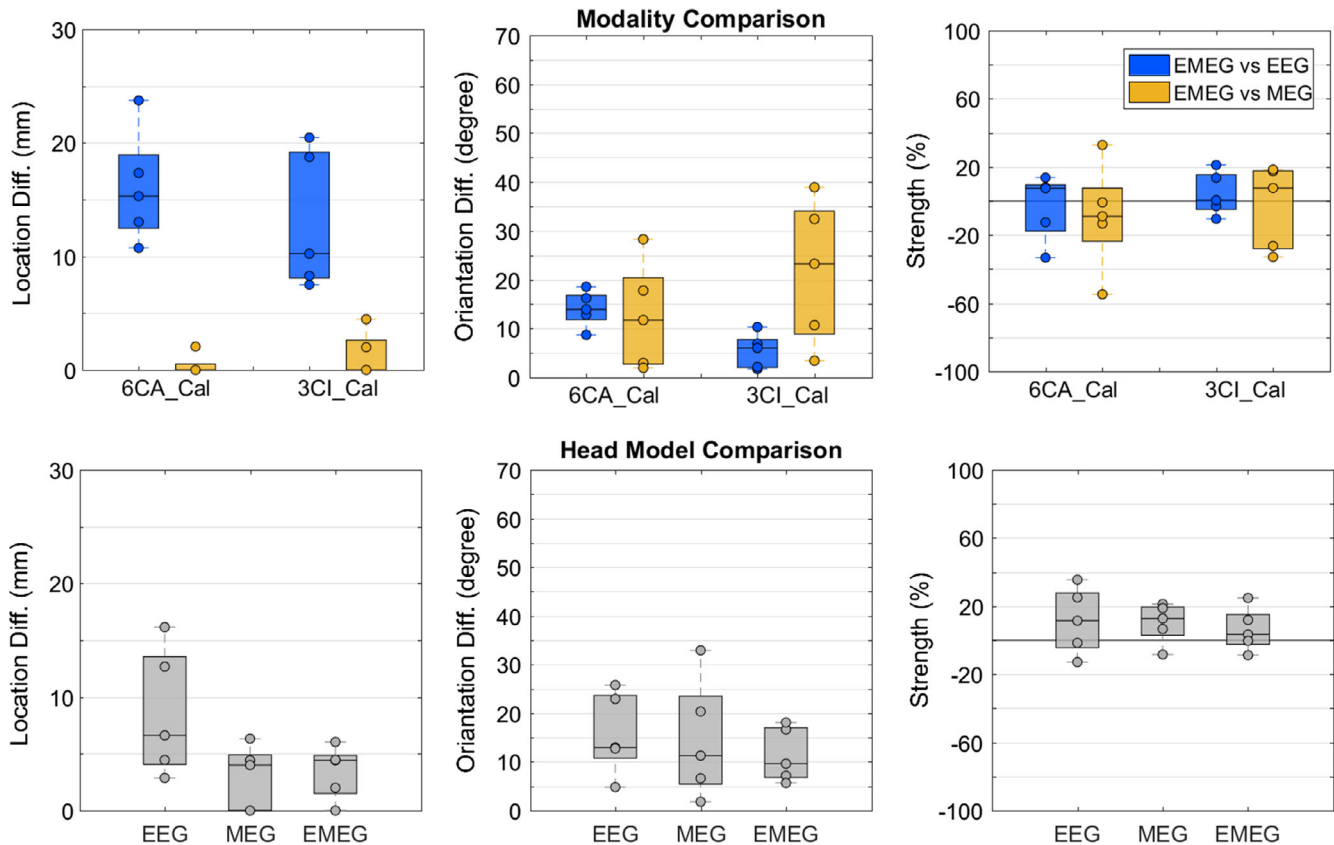 Modality Comparison
Location Diff. (mm)
30
20
10
0
6CA_Cal 3CI_Cal
Oriantation Diff. (degree)
70
60
50
40
30
20
10
0
6CA_Cal 3CI_Cal
Strength (%)
100
60
20
-20
-60
-100
6CA_Cal 3CI_Cal
EMEG vs EEG
EMEG vs MEG
Head Model Comparison
Location Diff. (mm)
30
20
10
0
EEG MEG EMEG
Oriantation Diff. (degree)
70
60
50
40
30
20
10
0
EEG MEG EMEG
Strength (%)
100
60
20
-20
-60
-100
EEG MEG EMEG